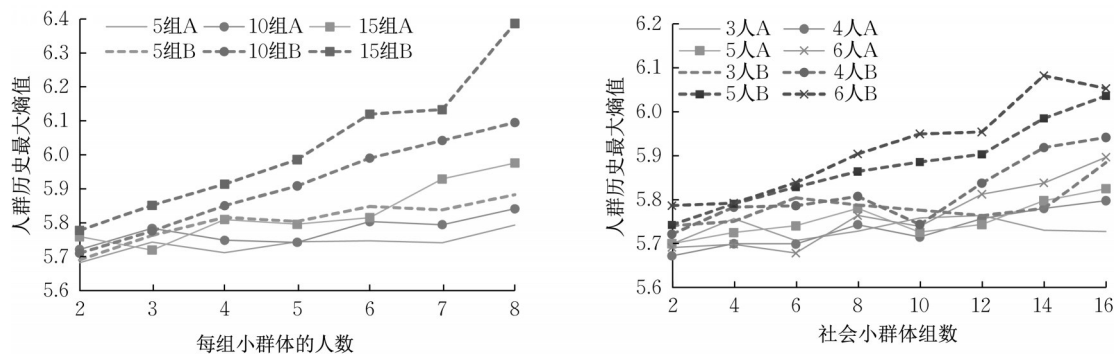 5组A 10组A 15组A
5组B 10组B 15组B
人群历史最大熵值
6.4
6.3
6.2
6.1
6.0
5.9
5.8
5.7
5.6
2 3 4 5 6 7 8
每组小群体的人数
3人A 4人A
5人A 6人A
3人B 4人B
5人B 6人B
人群历史最大熵值
6.2
6.1
6.0
5.9
5.8
5.7
5.6
2 4 6 8 10 12 14 16
社会小群体组数